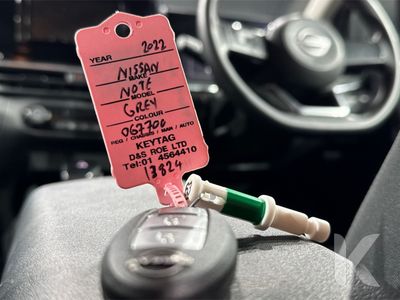 YEAR 2022
NISSAN
MAKE
NOTE
MODEL
GREY
COLOUR
062700
REG / CHASSIS / MAN / AUTO
KEYTAG
D&S ROE LTD
Tel:01 4564410
13824
K